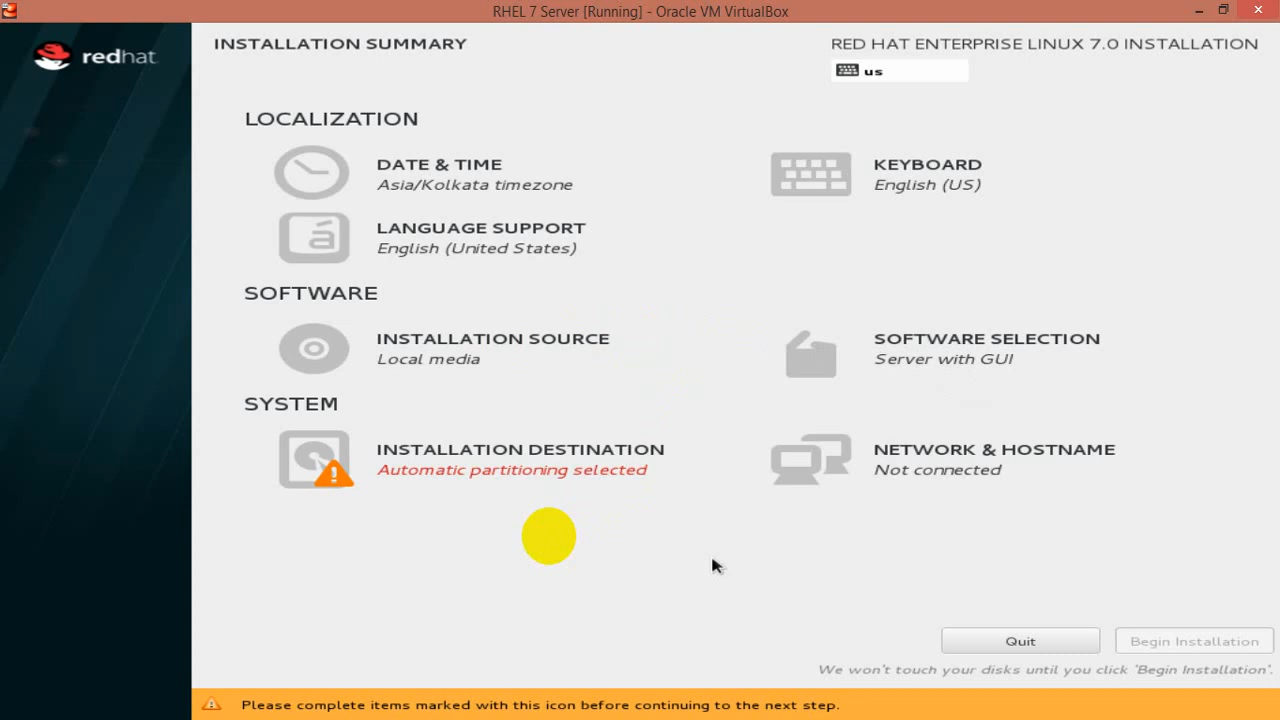 RHEL 7 Server [Running] - Oracle VM VirtualBox
redhat.
INSTALLATION SUMMARY
RED HAT ENTERPRISE LINUX 7.0 INSTALLATION
us
LOCALIZATION
DATE & TIME
Asia/Kolkata timezone
KEYBOARD
English (US)
á
LANGUAGE SUPPORT
English (United States)
SOFTWARE
INSTALLATION SOURCE
Local media
SOFTWARE SELECTION
Server with GUI
SYSTEM
INSTALLATION DESTINATION
Automatic partitioning selected
NETWORK & HOSTNAME
Not connected
Quit
Begin Installation
We won't touch your disks until you click 'Begin Installation'.
Please complete items marked with this icon before continuing to the next step.